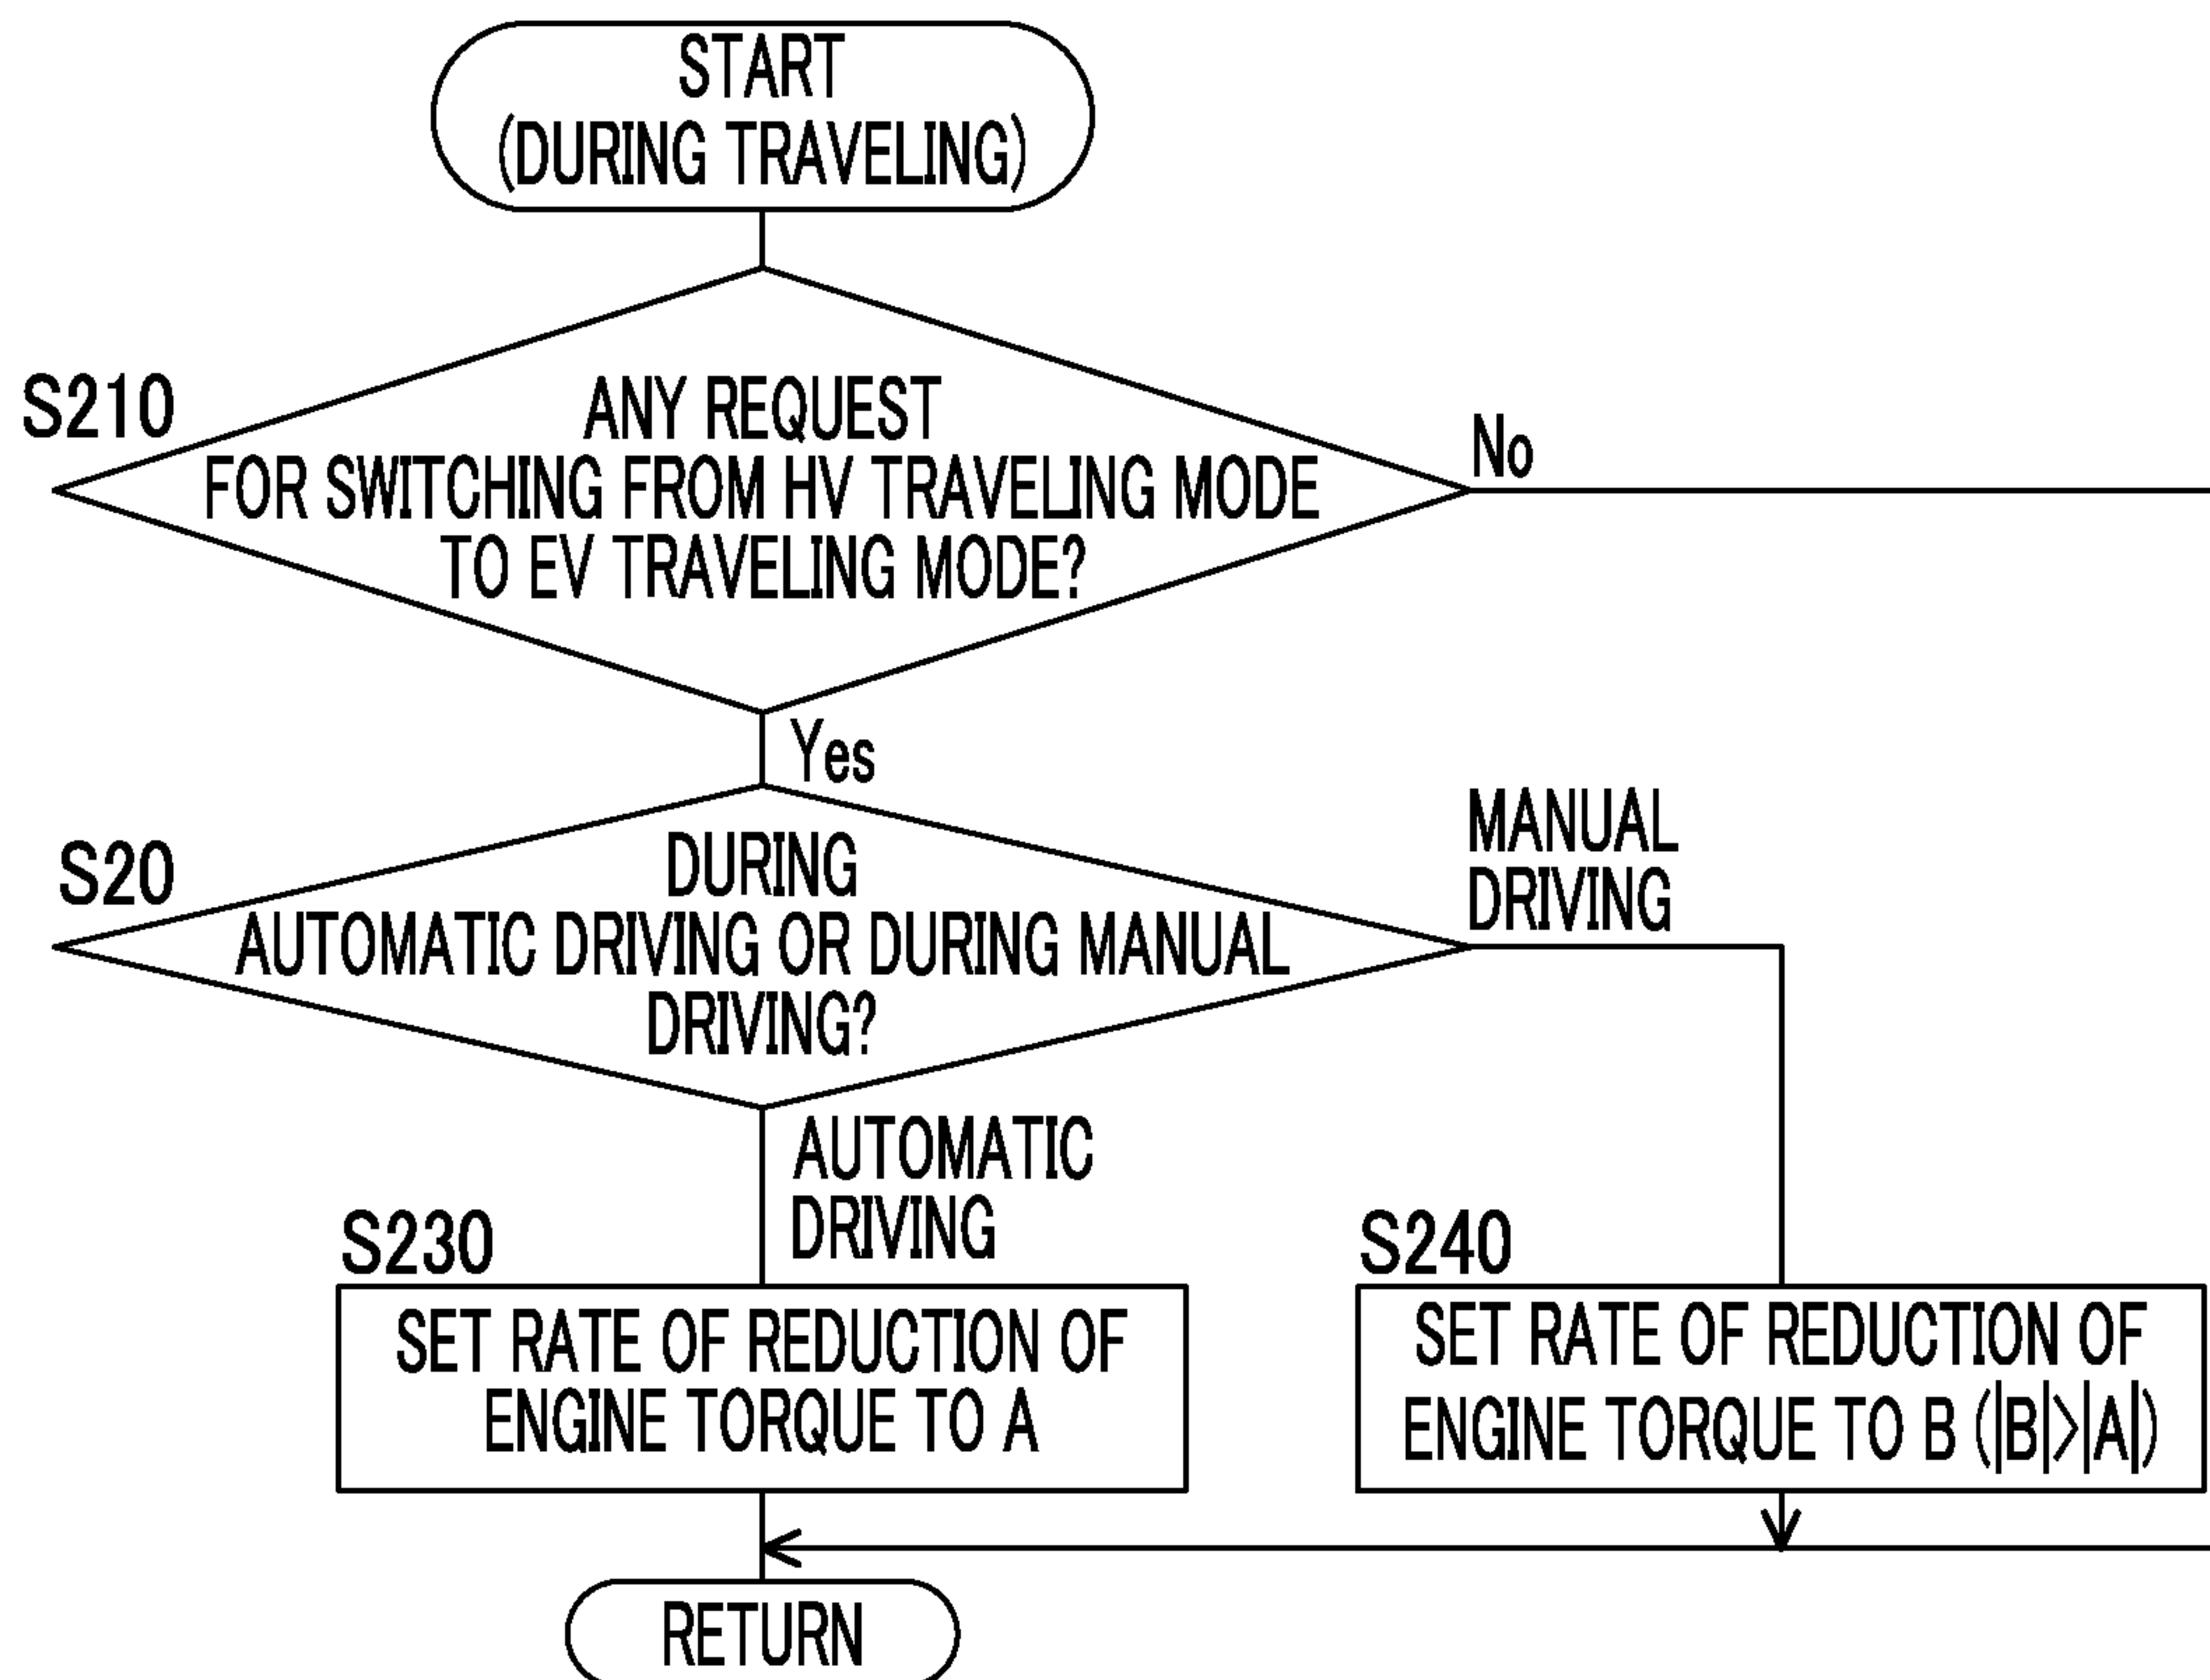 START
(DURING TRAVELING)
S210
ANY REQUEST
FOR SWITCHING FROM HV TRAVELING MODE
TO EV TRAVELING MODE?
No
Yes
S20
DURING
AUTOMATIC DRIVING OR DURING MANUAL
DRIVING?
MANUAL
DRIVING
AUTOMATIC
DRIVING
S230
SET RATE OF REDUCTION OF
ENGINE TORQUE TO A
S240
SET RATE OF REDUCTION OF
ENGINE TORQUE TO B (|B|>|A|)
RETURN